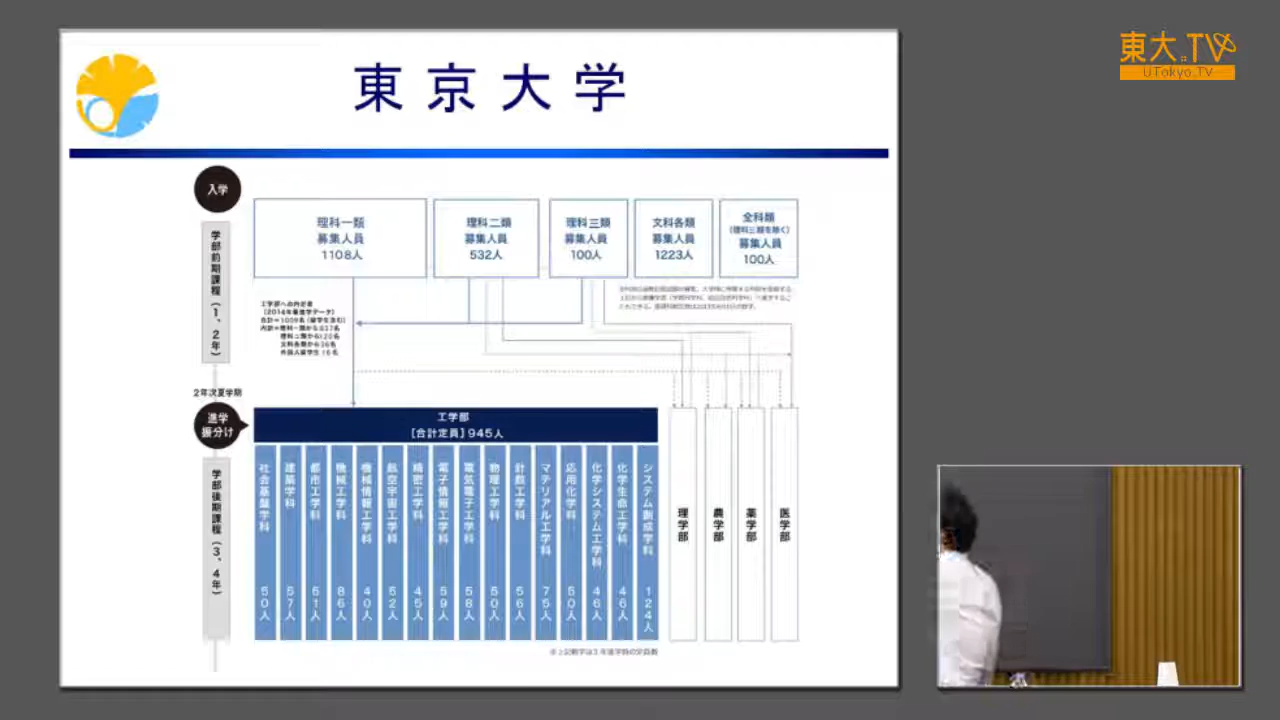 東京大学
東大.TV
UTokyo.TV
入学
学部前期課程(1、2年)
理科一類
募集人員
1108人
理科二類
募集人員
532人
理科三類
募集人員
100人
文科各類
募集人員
1223人
全科類
(理科三類を除く)
募集人員
100人
工学部への内定者
(2014年進学データ)
2年次夏学期
進学
振分け
学部後期課程(3、4年)
工学部
[合計定員]945人
社会基盤学科 50人
建築学科 57人
都市工学科 51人
機械工学科 86人
機械情報工学科 40人
航空宇宙工学科 52人
精密工学科 45人
電子情報工学科 59人
電気電子工学科 58人
物理工学科 50人
計数工学科 56人
マテリアル工学科 75人
応用化学科 50人
化学システム工学科 46人
化学生命工学科 46人
システム創成学科 124人
理学部
農学部
薬学部
医学部